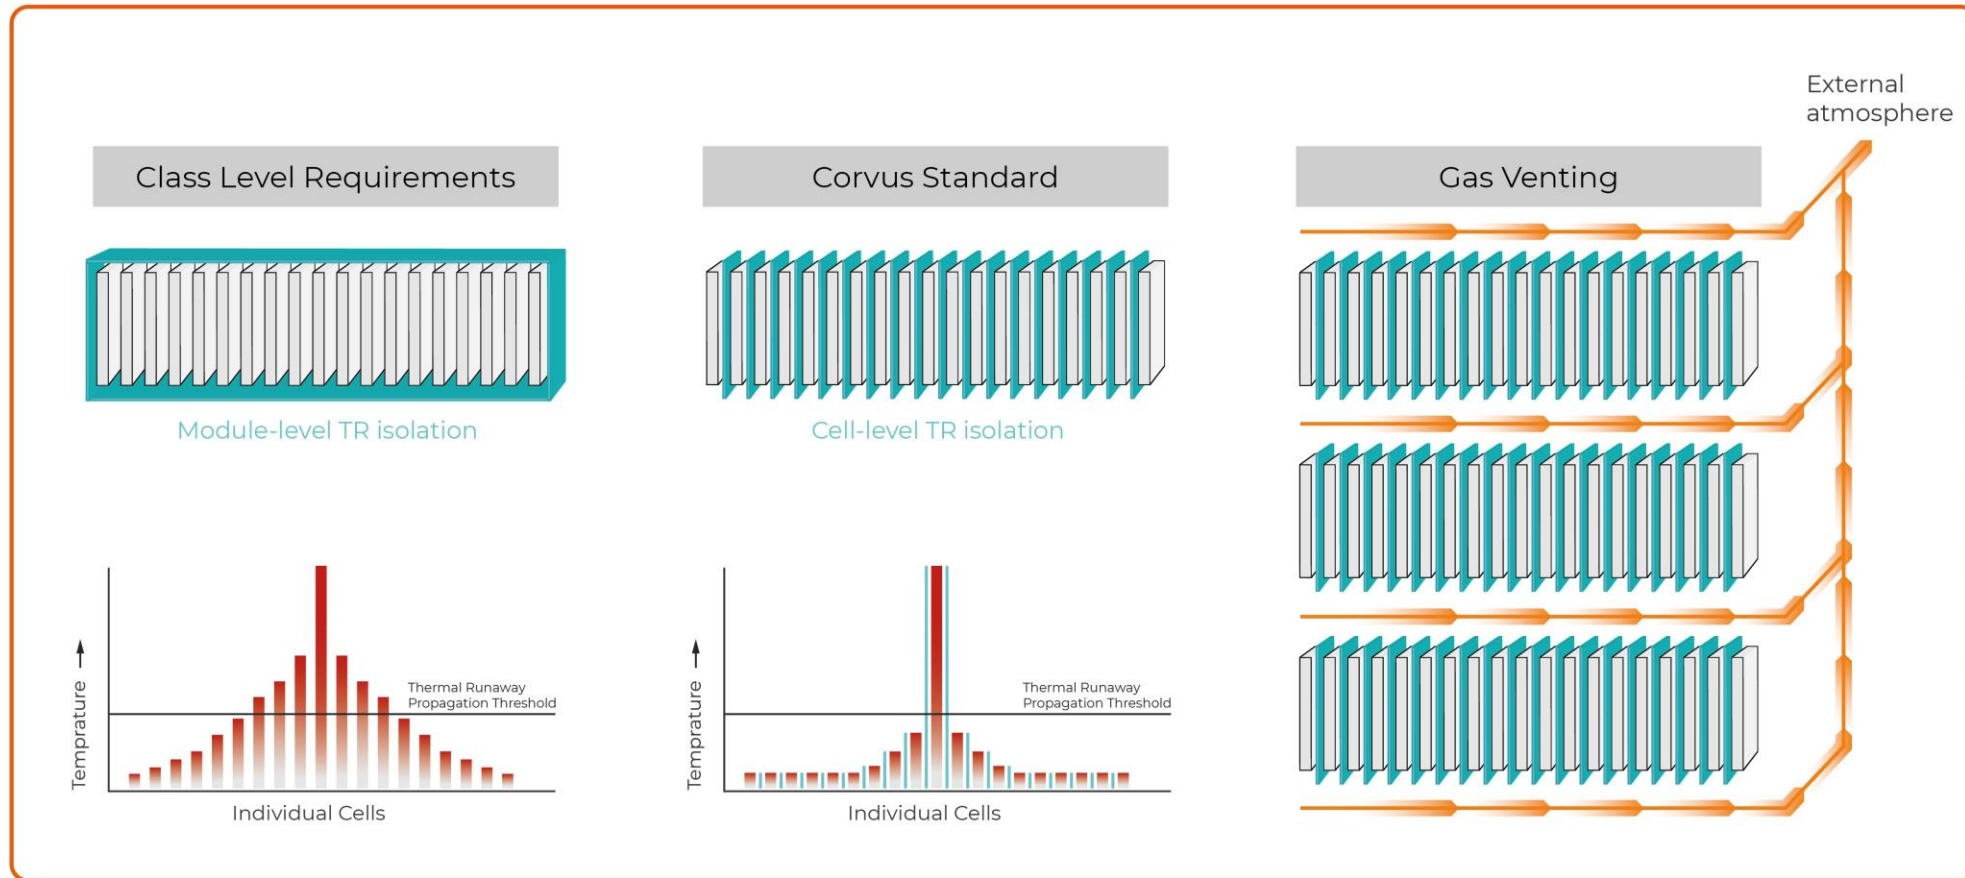 External
atmosphere
Class Level Requirements
Corvus Standard
Gas Venting
Module-level TR isolation
Cell-level TR isolation
Temprature
Thermal Runaway
Propagation Threshold
Individual Cells
Temprature
Thermal Runaway
Propagation Threshold
Individual Cells